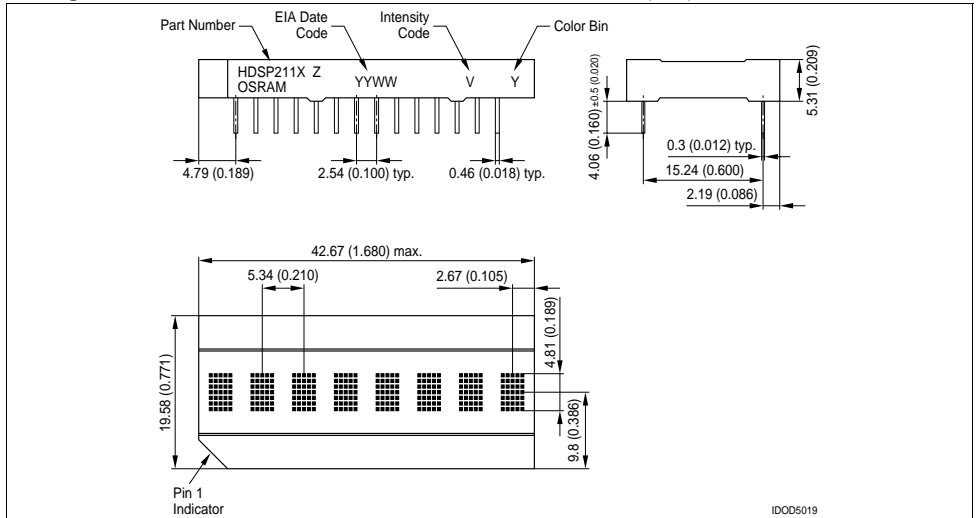 Part Number
EIA Date
Code
Intensity
Code
Color Bin
HDSP211X Z
OSRAM
YYWW
V
Y
4.79 (0.189)
2.54 (0.100) typ.
0.46 (0.018) typ.
4.06 (0.160) ±0.5 (0.020)
5.31 (0.209)
0.3 (0.012) typ.
15.24 (0.600)
2.19 (0.086)
42.67 (1.680) max.
5.34 (0.210)
2.67 (0.105)
4.81 (0.189)
19.58 (0.771)
9.8 (0.386)
Pin 1
Indicator
IDOD5019